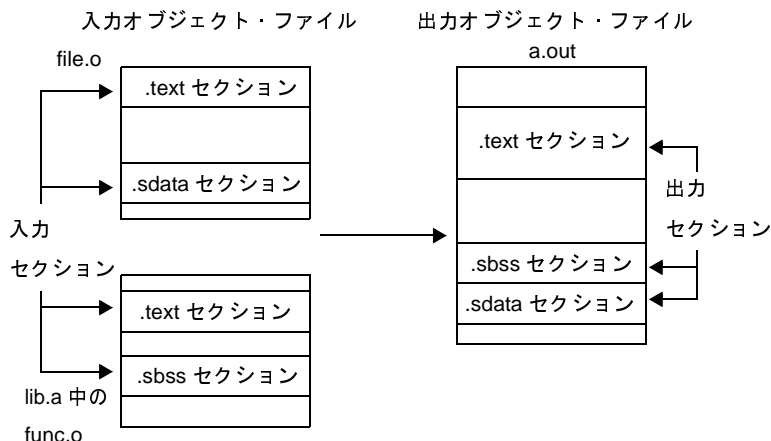 入力オブジェクト・ファイル
file.o
.text セクション
.sdata セクション
入力
セクション
.text セクション
.sbss セクション
lib.a 中の
func.o
出力オブジェクト・ファイル
a.out
.text セクション
.sbss セクション
.sdata セクション
出力
セクション